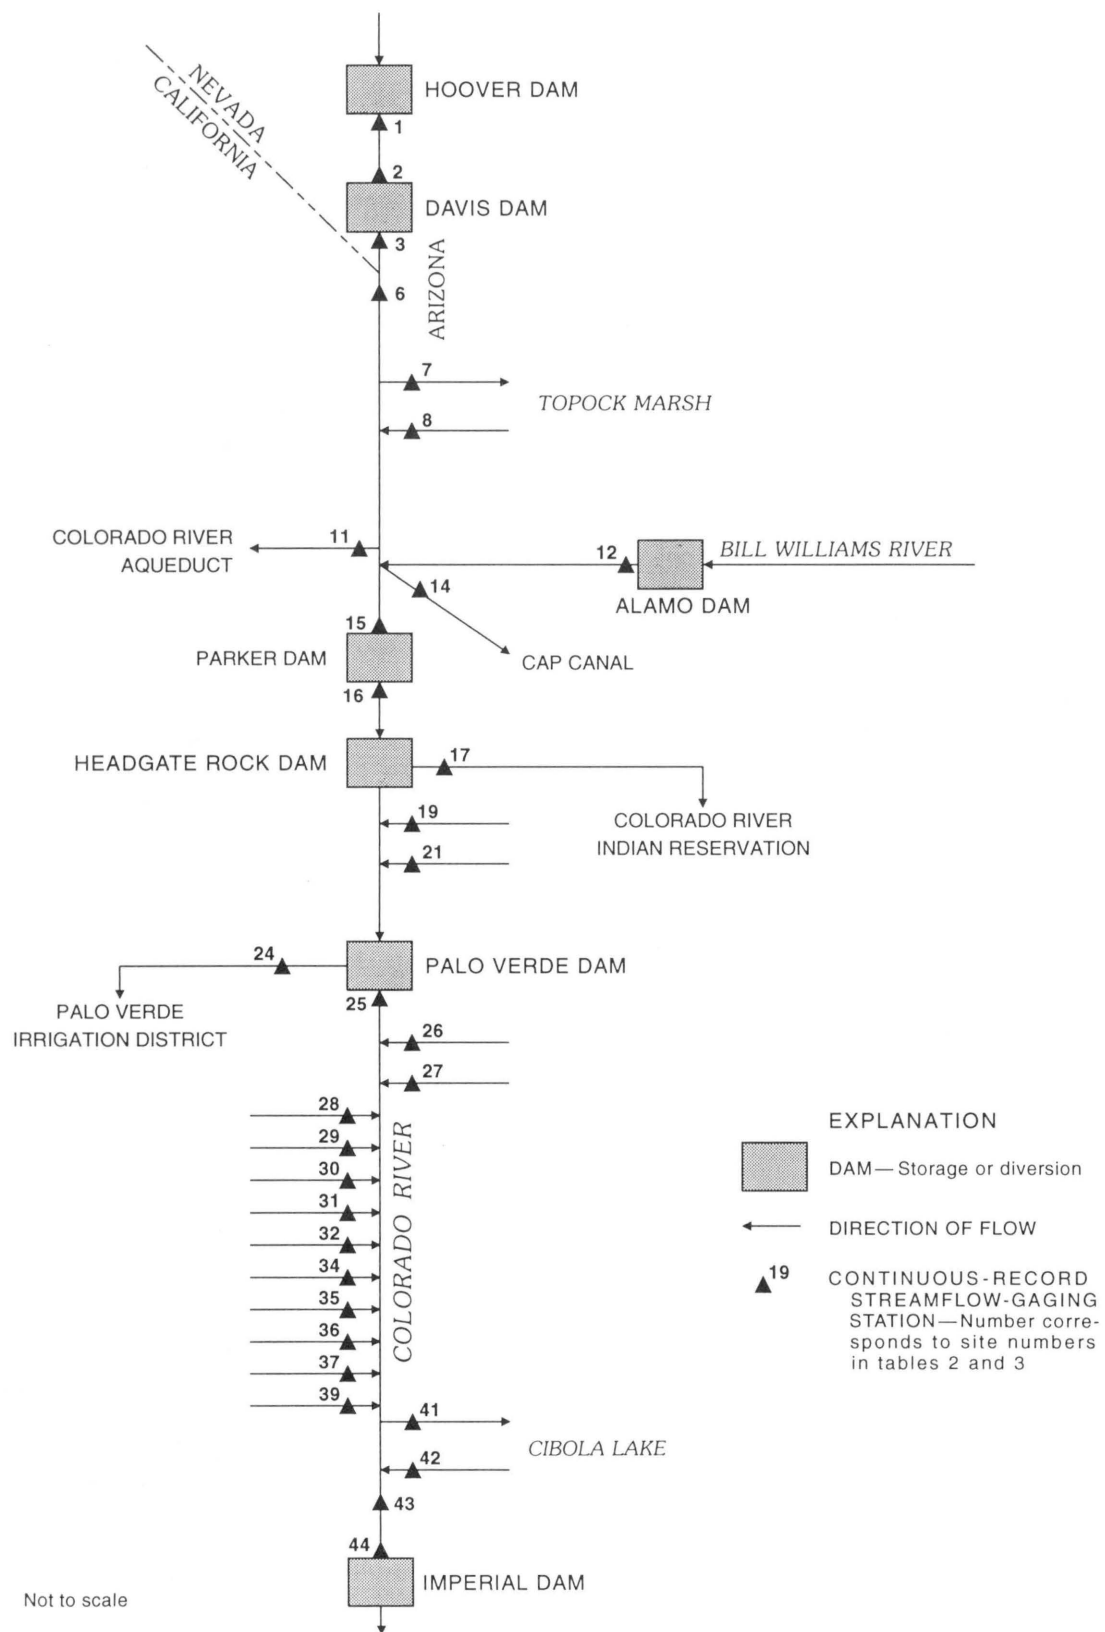 HOOVER DAM
1
NEVADA
CALIFORNIA
2
DAVIS DAM
3
ARIZONA
6
7
TOPOCK MARSH
8
COLORADO RIVER
AQUEDUCT
11
12
BILL WILLIAMS RIVER
ALAMO DAM
14
CAP CANAL
15
PARKER DAM
16
HEADGATE ROCK DAM
17
COLORADO RIVER
INDIAN RESERVATION
19
21
24
PALO VERDE DAM
PALO VERDE
IRRIGATION DISTRICT
25
26
27
28
29
30
31
32
34
35
36
37
39
COLORADO RIVER
41
CIBOLA LAKE
42
43
44
IMPERIAL DAM
EXPLANATION
DAM—Storage or diversion
DIRECTION OF FLOW
19
CONTINUOUS-RECORD
STREAMFLOW-GAGING
STATION—Number corre-
sponds to site numbers
in tables 2 and 3
Not to scale